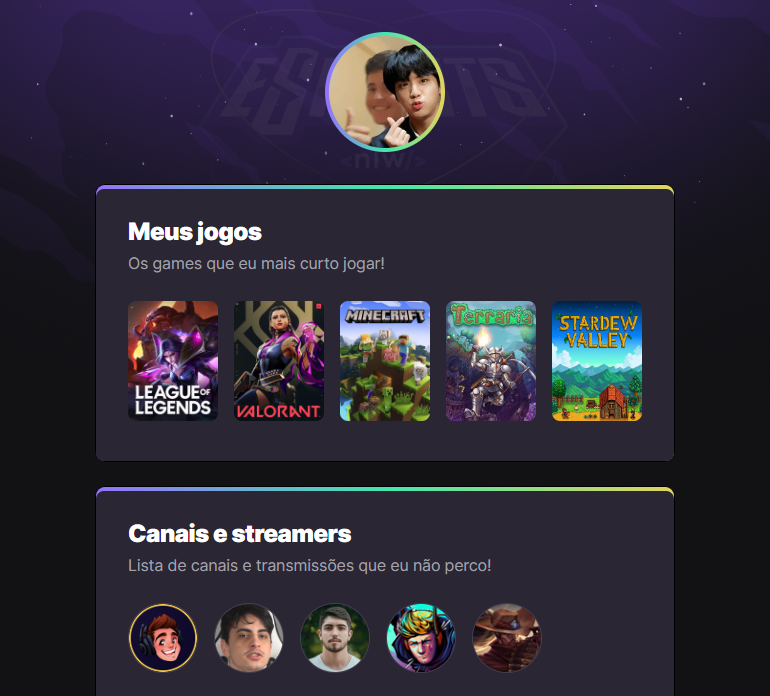 <nlw/>
Meus jogos
Os games que eu mais curto jogar!
LEAGUE OF
LEGENDS
VALORANT
MINECRAFT
Terraria
STARDEW
VALLEY
Canais e streamers
Lista de canais e transmissões que eu não perco!